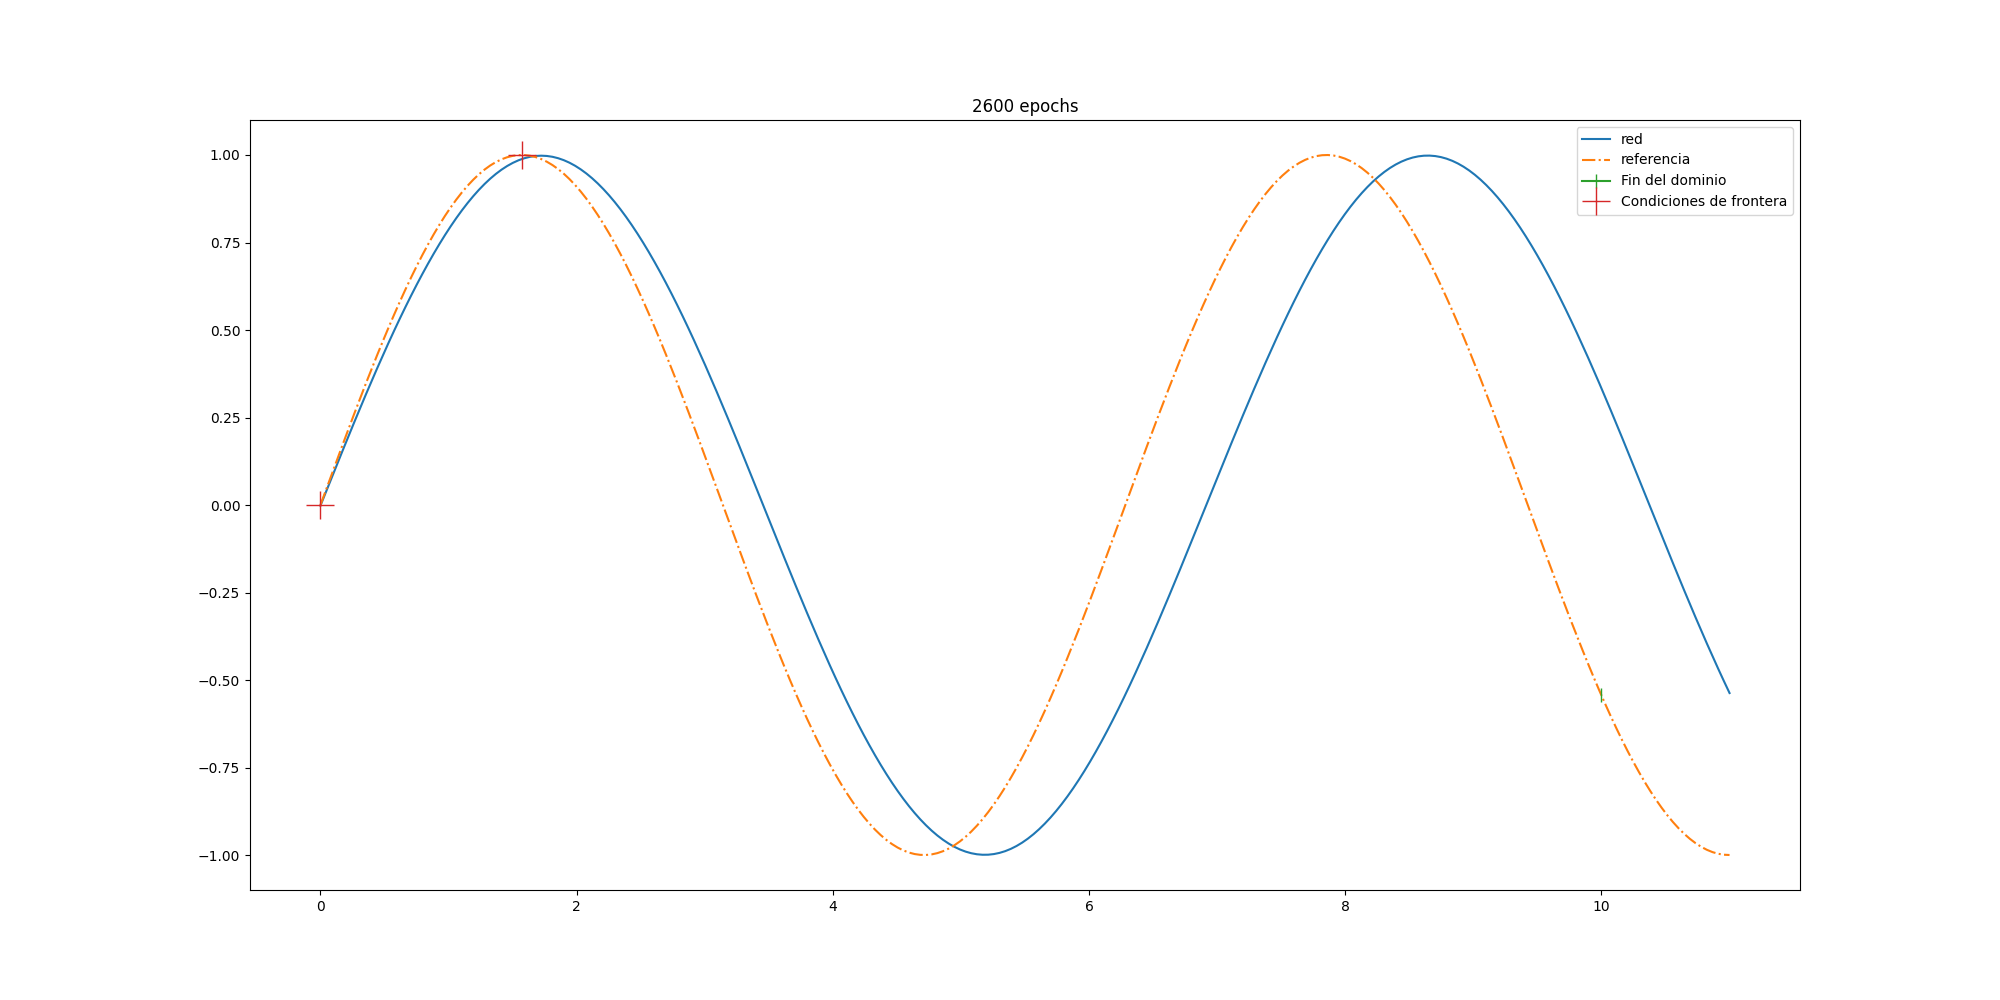 2600 epochs
red
referencia
Fin del dominio
Condiciones de frontera
1.00
0.75
0.50
0.25
0.00
−0.25
−0.50
−0.75
−1.00
0 2 4 6 8 10